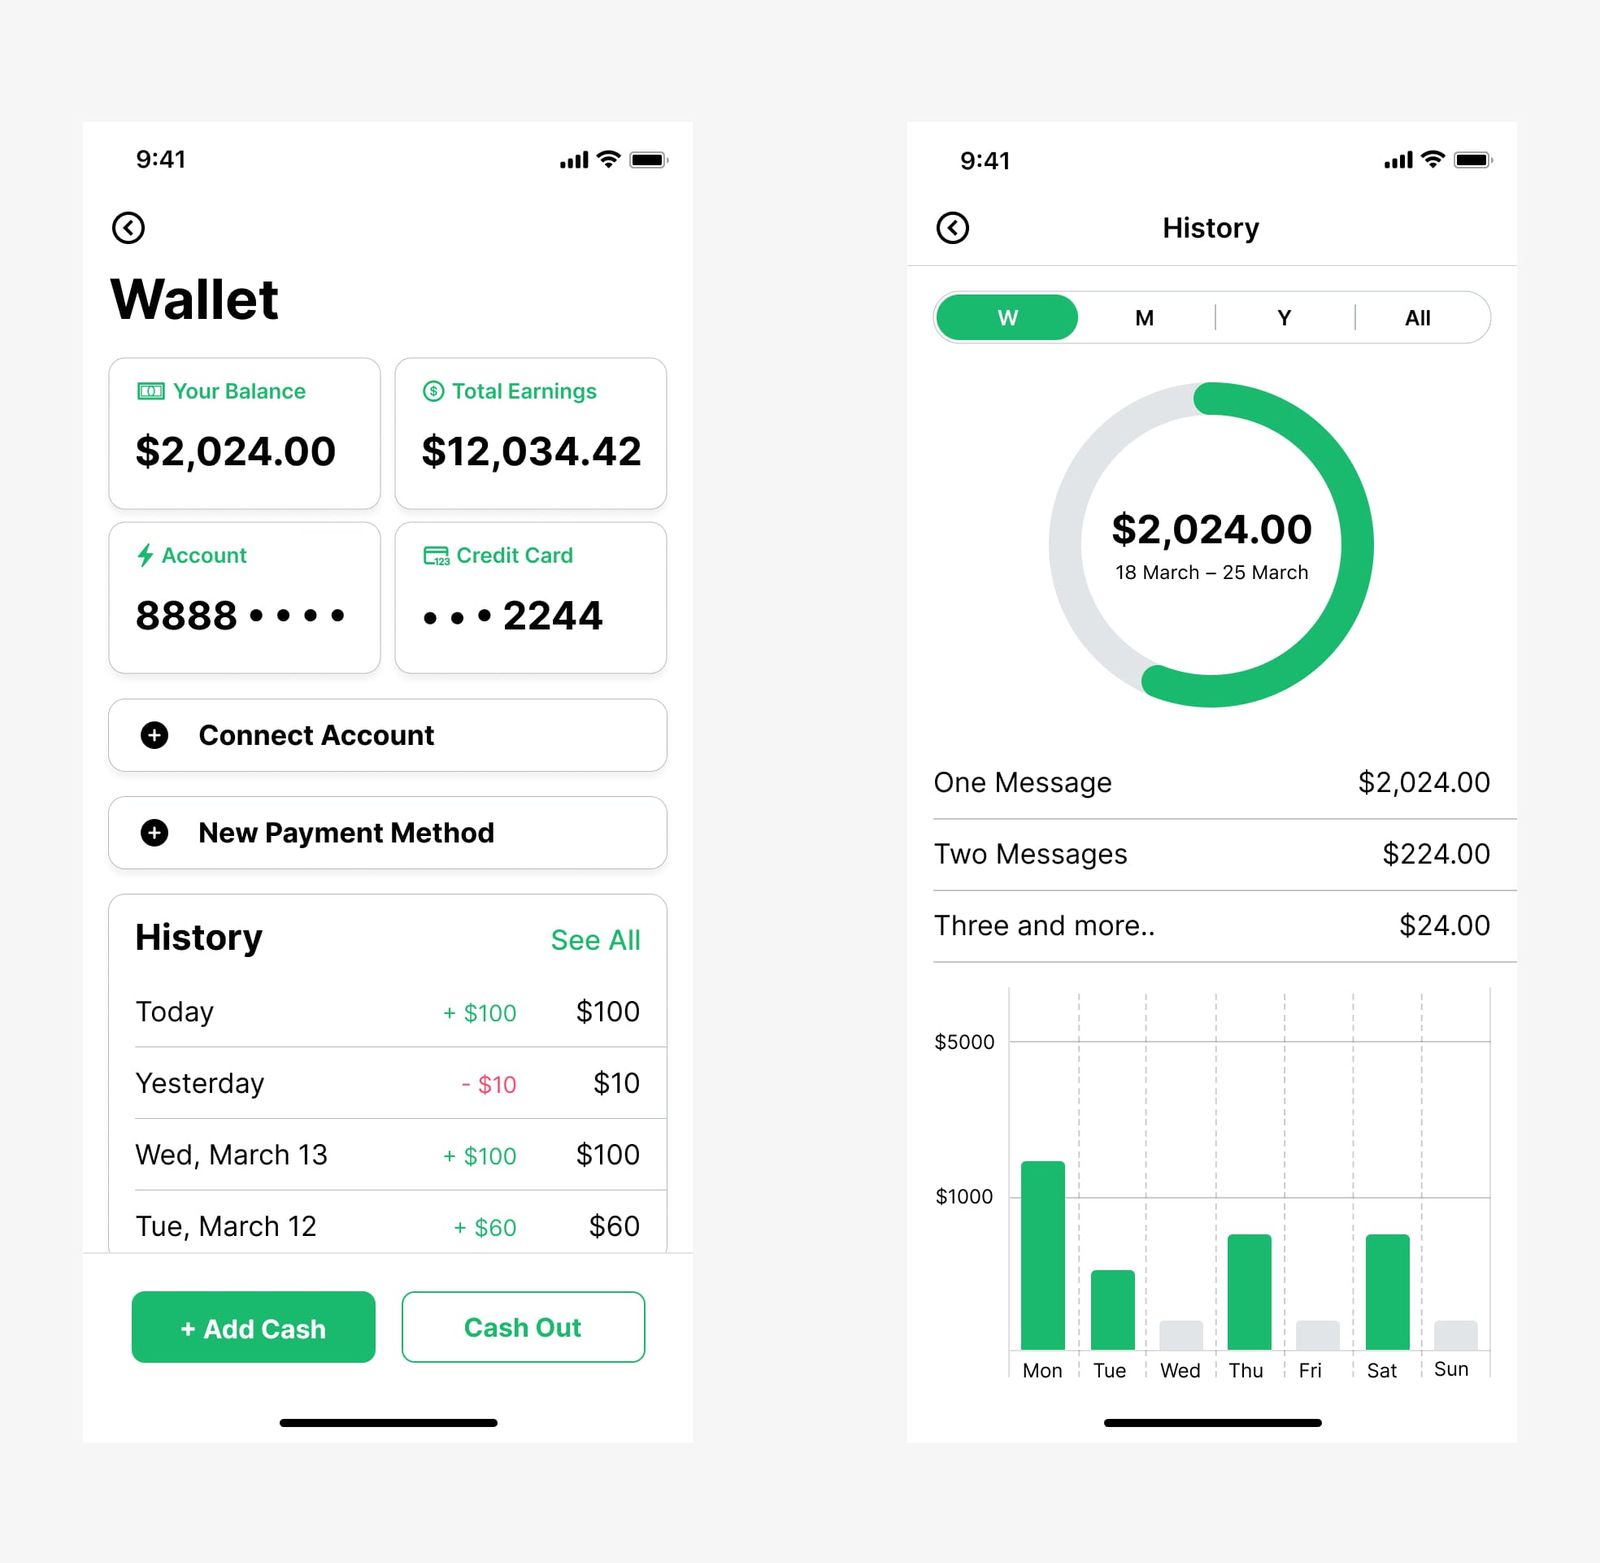 9:41
Wallet
Your Balance
$2,024.00
Total Earnings
$12,034.42
Account
8888 • • • •
123
Credit Card
• • • 2244
Connect Account
New Payment Method
History See All
Today + $100 $100
Yesterday - $10 $10
Wed, March 13 + $100 $100
Tue, March 12 + $60 $60
+ Add Cash Cash Out
9:41
History
W M Y All
$2,024.00
18 March – 25 March
One Message $2,024.00
Two Messages $224.00
Three and more.. $24.00
$5000
$1000
Mon Tue Wed Thu Fri Sat Sun